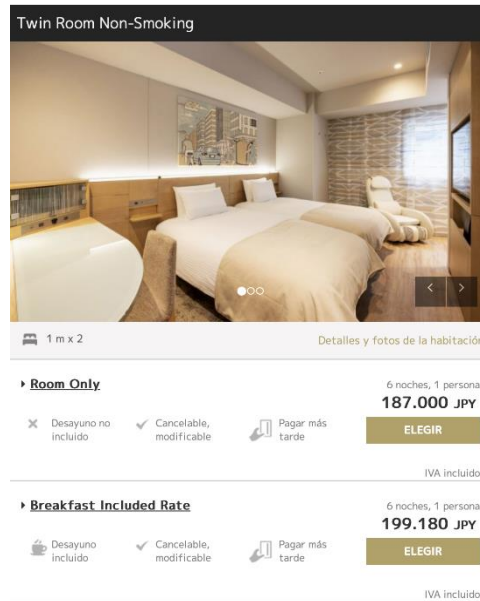 Twin Room Non-Smoking
1 m x 2
Detalles y fotos de la habitación
Room Only
6 noches, 1 persona
187.000 JPY
Desayuno no
incluido
Cancelable,
modificable
Pagar más
tarde
ELEGIR
IVA incluido
Breakfast Included Rate
6 noches, 1 persona
199.180 JPY
Desayuno
incluido
Cancelable,
modificable
Pagar más
tarde
ELEGIR
IVA incluido